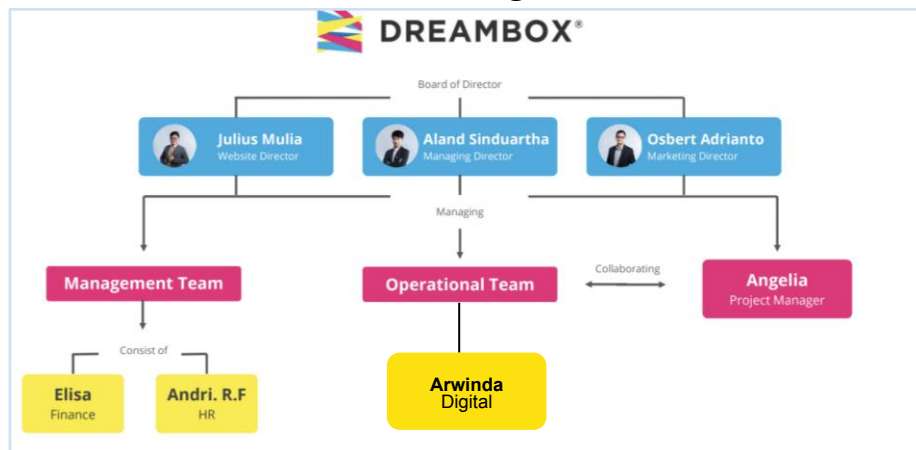 DREAMBOX®
Board of Director
Julius Mulia
Website Director
Aland Sinduartha
Managing Director
Osbert Adrianto
Marketing Director
Managing
Management Team
Operational Team
Collaborating
Angelia
Project Manager
Consist of
Elisa
Finance
Andri. R.F
HR
Arwinda
Digital